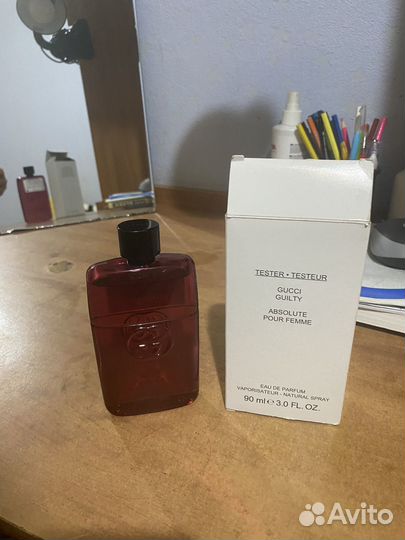 TESTER • TESTEUR
GUCCI
GUILTY
ABSOLUTE
POUR FEMME
EAU DE PARFUM
VAPORISATEUR - NATURAL SPRAY
90 ml ℮ 3.0 FL. OZ.
Avito